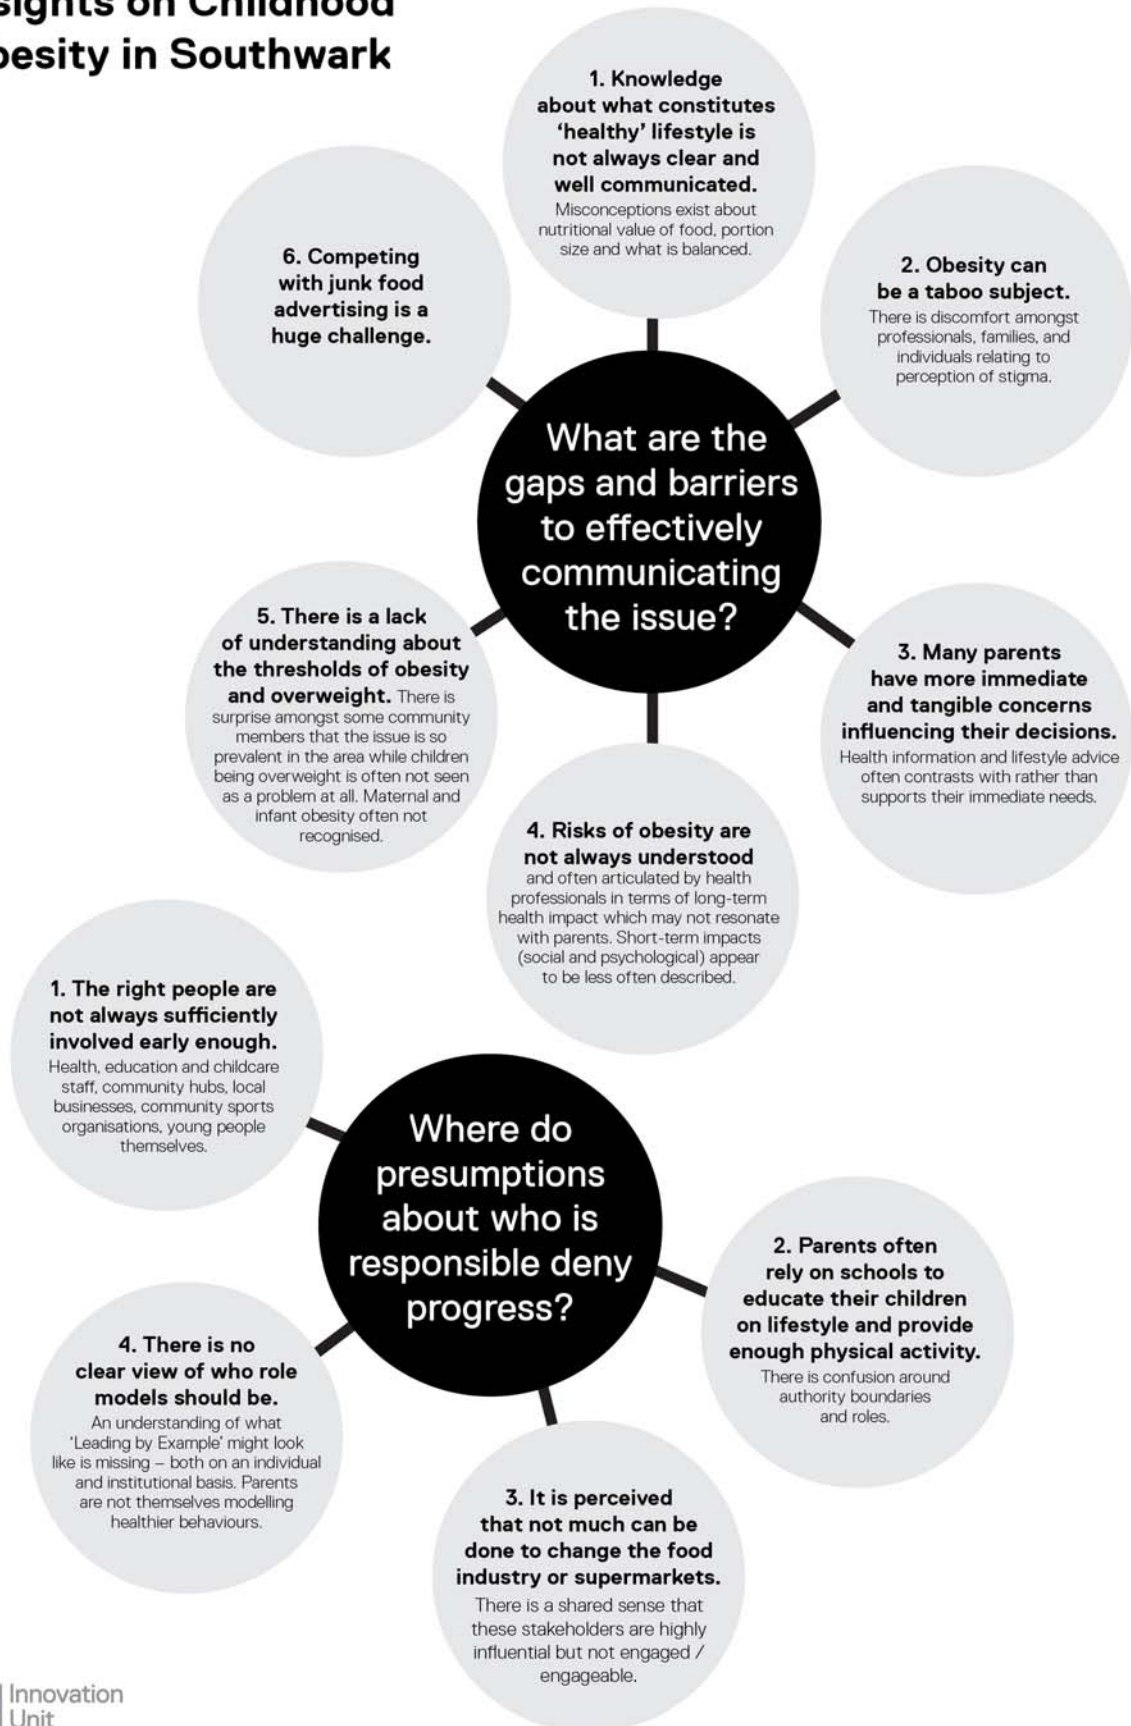 sights on Childhood
besity in Southwark
1. Knowledge
about what constitutes
‘healthy’ lifestyle is
not always clear and
well communicated.
Misconceptions exist about
nutritional value of food, portion
size and what is balanced.
2. Obesity can
be a taboo subject.
There is discomfort amongst
professionals, families, and
individuals relating to
perception of stigma.
6. Competing
with junk food
advertising is a
huge challenge.
What are the
gaps and barriers
to effectively
communicating
the issue?
3. Many parents
have more immediate
and tangible concerns
influencing their decisions.
Health information and lifestyle advice
often contrasts with rather than
supports their immediate needs.
4. Risks of obesity are
not always understood
and often articulated by health
professionals in terms of long-term
health impact which may not resonate
with parents. Short-term impacts
(social and psychological) appear
to be less often described.
5. There is a lack
of understanding about
the thresholds of obesity
and overweight. There is
surprise amongst some community
members that the issue is so
prevalent in the area while children
being overweight is often not seen
as a problem at all. Maternal and
infant obesity often not
recognised.
1. The right people are
not always sufficiently
involved early enough.
Health, education and childcare
staff, community hubs, local
businesses, community sports
organisations, young people
themselves.
Where do
presumptions
about who is
responsible deny
progress?
2. Parents often
rely on schools to
educate their children
on lifestyle and provide
enough physical activity.
There is confusion around
authority boundaries
and roles.
3. It is perceived
that not much can be
done to change the food
industry or supermarkets.
There is a shared sense that
these stakeholders are highly
influential but not engaged /
engageable.
4. There is no
clear view of who role
models should be.
An understanding of what
‘Leading by Example’ might look
like is missing – both on an individual
and institutional basis. Parents
are not themselves modelling
healthier behaviours.
Innovation
Unit